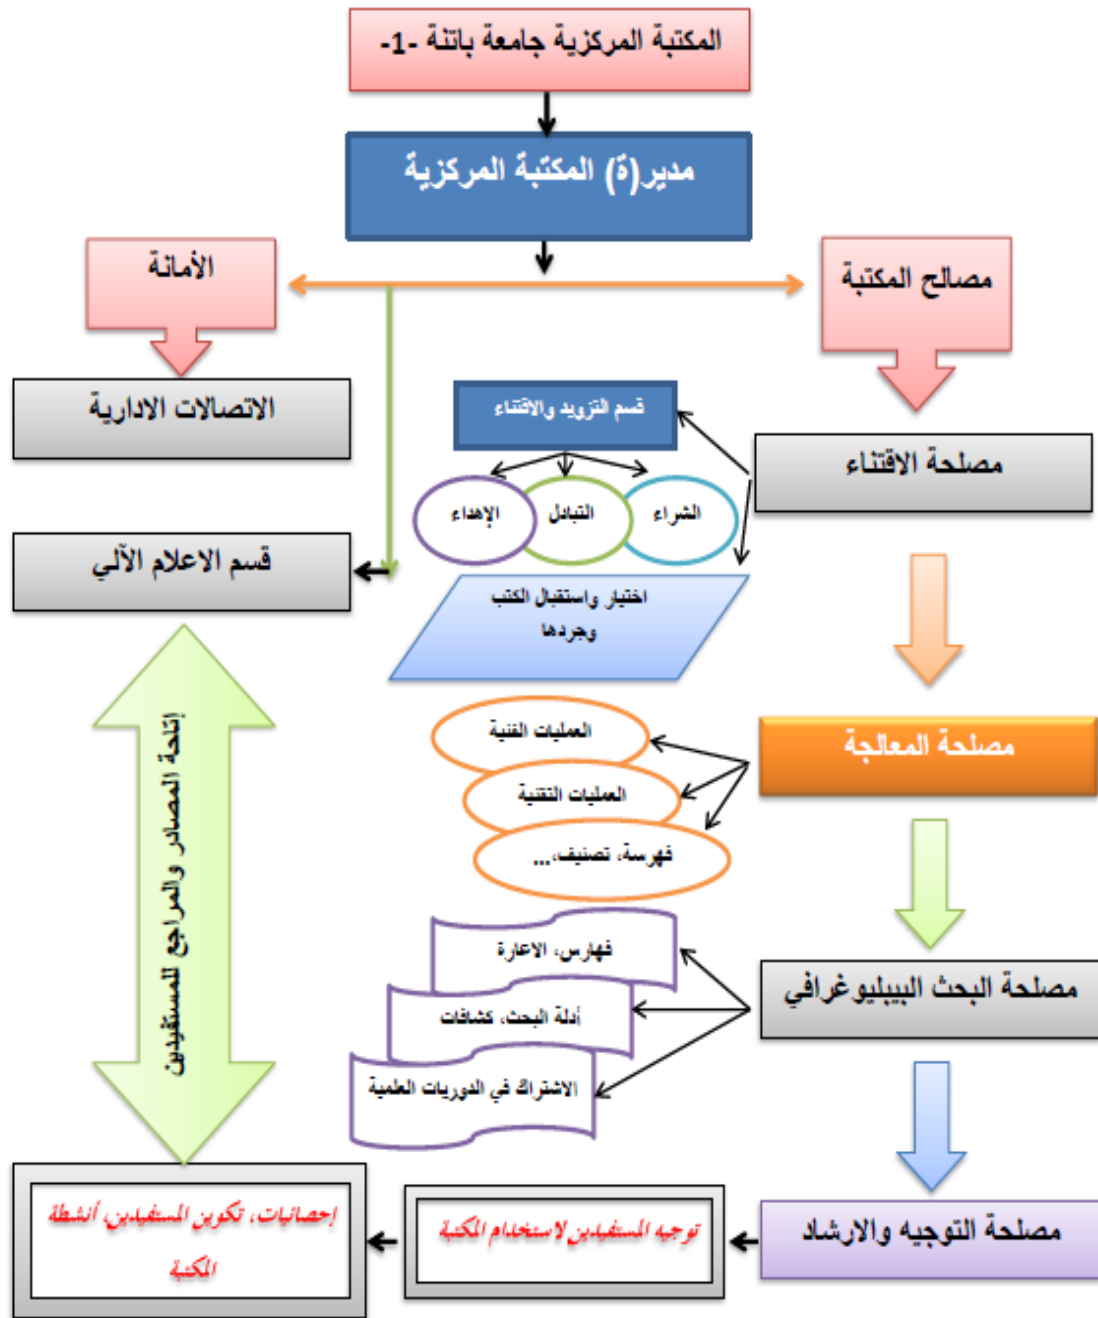 المكتبة المركزية جامعة باتنة -1-
مدير(ة) المكتبة المركزية
مصالح المكتبة
الأمانة
الاتصالات الادارية
قسم التزويد والاقتناء
مصلحة الاقتناء
الشراء
التبادل
الإهداء
قسم الاعلام الآلي
اختيار واستقبال الكتب
وجردها
مصلحة المعالجة
العمليات الفنية
العمليات التقنية
فهرسة، تصنيف،...
إتاحة المصادر والمراجع للمستفيدين
مصلحة البحث الببليوغرافي
فهارس، الاعارة
أدلة البحث، كشافات
الاشتراك في الدوريات العلمية
مصلحة التوجيه والارشاد
توجيه المستفيدين لاستخدام المكتبة
إحصائيات، تكوين المستفيدين، أنشطة
المكتبة